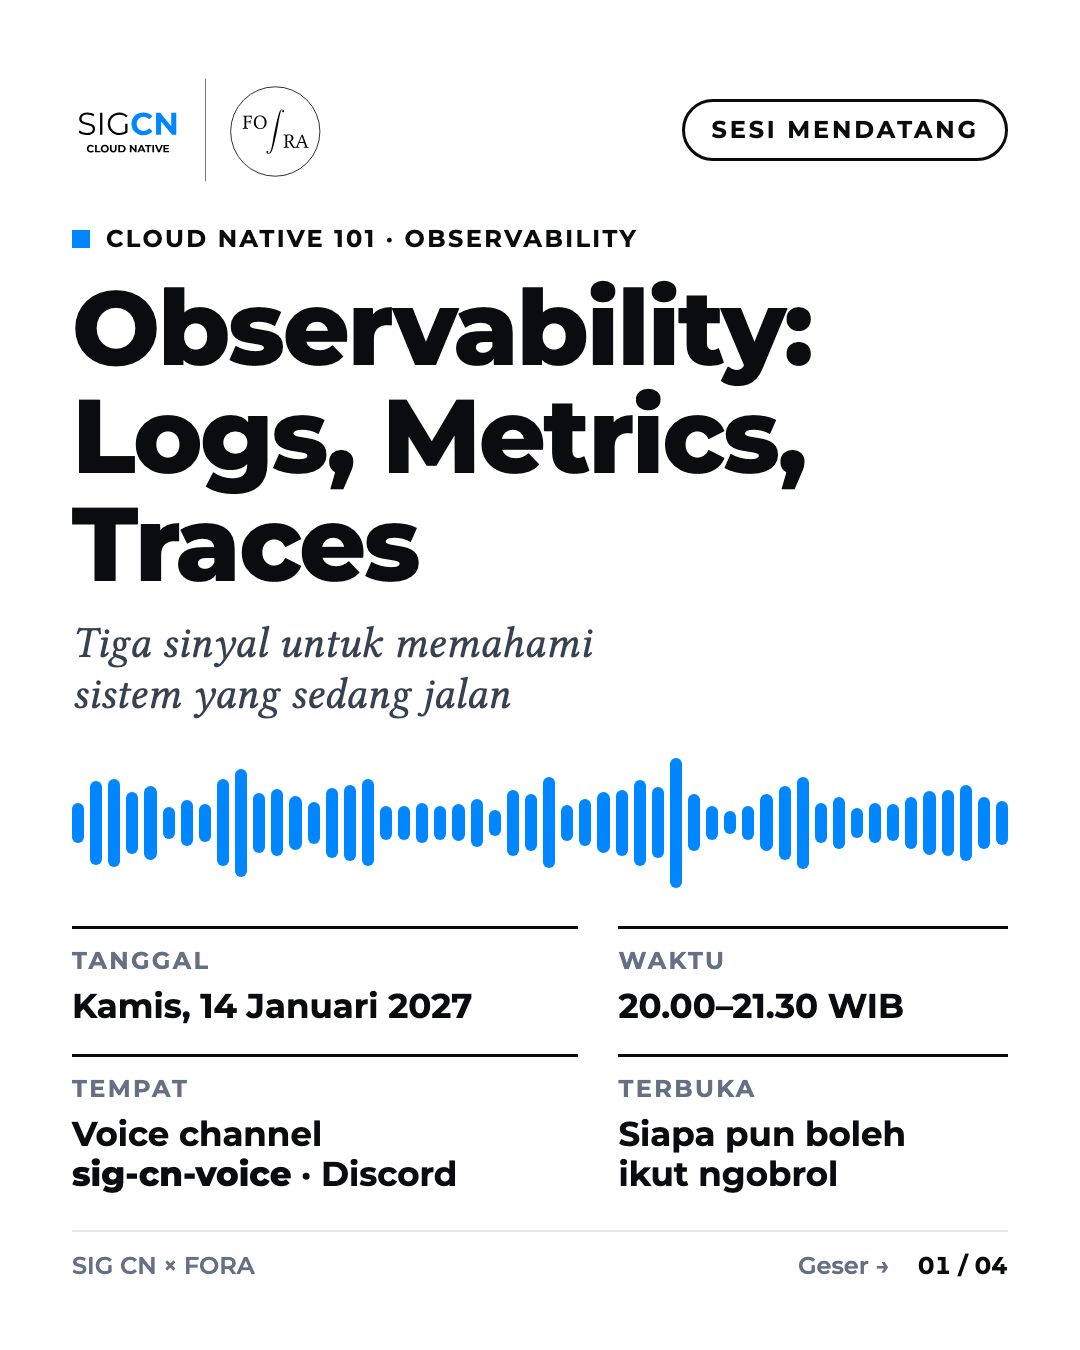 SIGCN
CLOUD NATIVE
FO
RA
SESI MENDATANG
CLOUD NATIVE 101 · OBSERVABILITY
Observability:
Logs, Metrics,
Traces
Tiga sinyal untuk memahami
sistem yang sedang jalan
TANGGAL
Kamis, 14 Januari 2027
WAKTU
20.00–21.30 WIB
TEMPAT
Voice channel
sig-cn-voice · Discord
TERBUKA
Siapa pun boleh
ikut ngobrol
SIG CN × FORA
Geser → 01 / 04